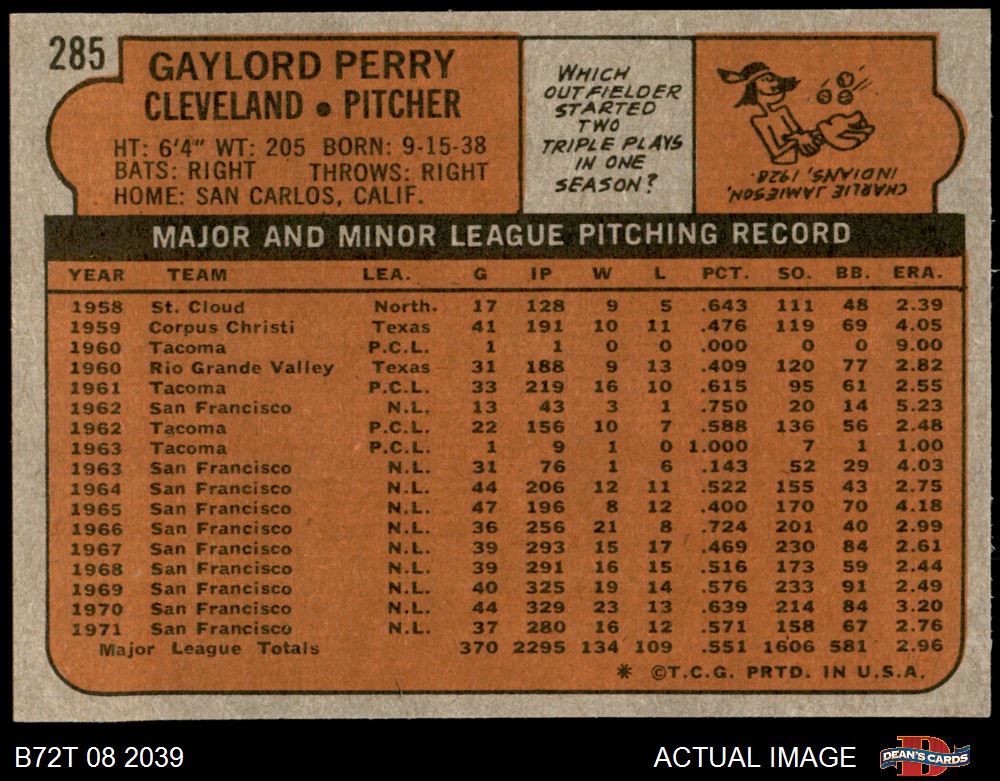 285
GAYLORD PERRY
CLEVELAND • PITCHER
HT: 6'4" WT: 205 BORN: 9-15-38
BATS: RIGHT THROWS: RIGHT
HOME: SAN CARLOS, CALIF.
WHICH
OUTFIELDER
STARTED
TWO
TRIPLE PLAYS
IN ONE
SEASON?
CHARLIE JAMIESON,
INDIANS, 1928.
MAJOR AND MINOR LEAGUE PITCHING RECORD
YEAR TEAM LEA. G IP W L PCT. SO. BB. ERA.
1958 St. Cloud North. 17 128 9 5 .643 111 48 2.39
1959 Corpus Christi Texas 41 191 10 11 .476 119 69 4.05
1960 Tacoma P.C.L. 1 1 0 0 .000 0 0 9.00
1960 Rio Grande Valley Texas 31 188 9 13 .409 120 77 2.82
1961 Tacoma P.C.L. 33 219 16 10 .615 95 61 2.55
1962 San Francisco N.L. 13 43 3 1 .750 20 14 5.23
1962 Tacoma P.C.L. 22 156 10 7 .588 136 56 2.48
1963 Tacoma P.C.L. 1 9 1 0 1.000 7 1 1.00
1963 San Francisco N.L. 31 76 1 6 .143 52 29 4.03
1964 San Francisco N.L. 44 206 12 11 .522 155 43 2.75
1965 San Francisco N.L. 47 196 8 12 .400 170 70 4.18
1966 San Francisco N.L. 36 256 21 8 .724 201 40 2.99
1967 San Francisco N.L. 39 293 15 17 .469 230 84 2.61
1968 San Francisco N.L. 39 291 16 15 .516 173 59 2.44
1969 San Francisco N.L. 40 325 19 14 .576 233 91 2.49
1970 San Francisco N.L. 44 329 23 13 .639 214 84 3.20
1971 San Francisco N.L. 37 280 16 12 .571 158 67 2.76
Major League Totals 370 2295 134 109 .551 1606 581 2.96
* ©T.C.G. PRTD. IN U.S.A.
B72T 08 2039 ACTUAL IMAGE DEAN'S CARDS